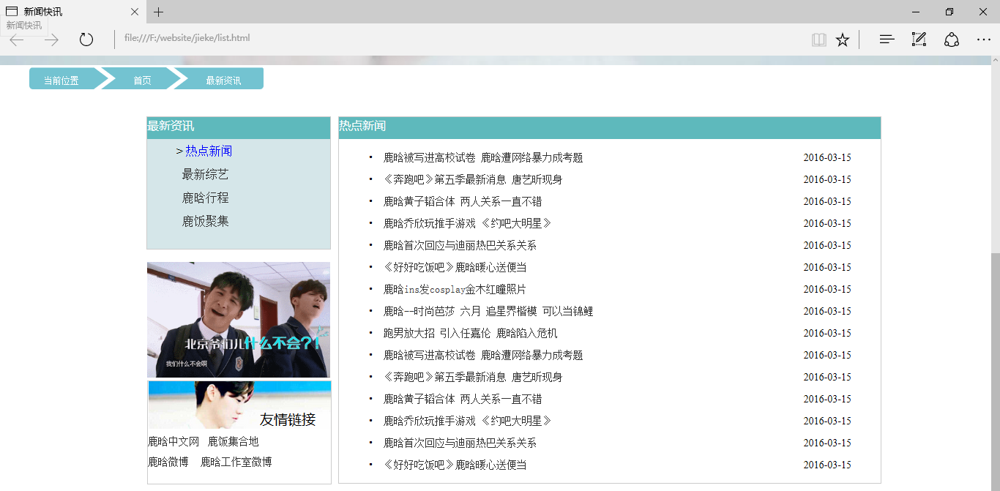 新闻快讯
新闻快讯
file:///F:/website/jieke/list.html
当前位置 首页 最新资讯
最新资讯
> 热点新闻
最新综艺
鹿晗行程
鹿饭聚集
北京爷们儿什么不会?!
我们什么不会啊
友情链接
鹿晗中文网 鹿饭集合地
鹿晗微博 鹿晗工作室微博
热点新闻
• 鹿晗被写进高校试卷 鹿晗遭网络暴力成考题 2016-03-15
• 《奔跑吧》第五季最新消息 唐艺昕现身 2016-03-15
• 鹿晗黄子韬合体 两人关系一直不错 2016-03-15
• 鹿晗乔欣玩推手游戏 《约吧大明星》 2016-03-15
• 鹿晗首次回应与迪丽热巴关系关系 2016-03-15
• 《好好吃饭吧》鹿晗暖心送便当 2016-03-15
• 鹿晗ins发cosplay金木红瞳照片 2016-03-15
• 鹿晗--时尚芭莎 六月 追星界楷模 可以当锦鲤 2016-03-15
• 跑男放大招 引入任嘉伦 鹿晗陷入危机 2016-03-15
• 鹿晗被写进高校试卷 鹿晗遭网络暴力成考题 2016-03-15
• 《奔跑吧》第五季最新消息 唐艺昕现身 2016-03-15
• 鹿晗黄子韬合体 两人关系一直不错 2016-03-15
• 鹿晗乔欣玩推手游戏 《约吧大明星》 2016-03-15
• 鹿晗首次回应与迪丽热巴关系关系 2016-03-15
• 《好好吃饭吧》鹿晗暖心送便当 2016-03-15